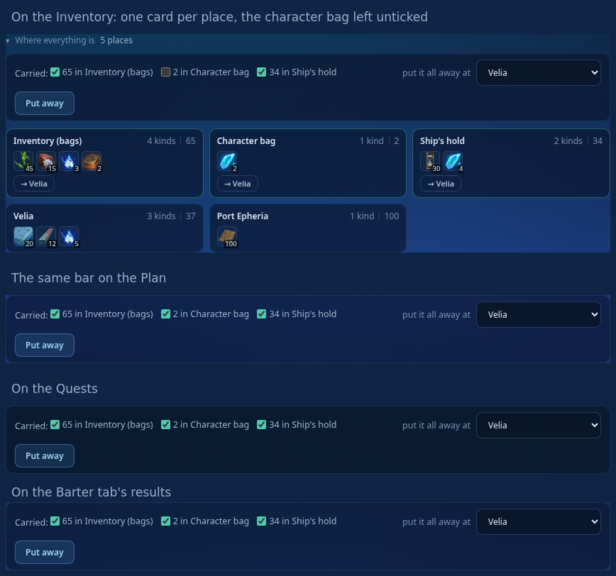 On the Inventory: one card per place, the character bag left unticked
▾ Where everything is 5 places
Carried: 65 in Inventory (bags) 2 in Character bag 34 in Ship's hold put it all away at Velia
Put away
Inventory (bags) 4 kinds | 65
45 15 3 2
→ Velia
Character bag 1 kind | 2
2
→ Velia
Ship's hold 2 kinds | 34
30 4
→ Velia
Velia 3 kinds | 37
20 12 5
Port Epheria 1 kind | 100
100
The same bar on the Plan
Carried: 65 in Inventory (bags) 2 in Character bag 34 in Ship's hold put it all away at Velia
Put away
On the Quests
Carried: 65 in Inventory (bags) 2 in Character bag 34 in Ship's hold put it all away at Velia
Put away
On the Barter tab's results
Carried: 65 in Inventory (bags) 2 in Character bag 34 in Ship's hold put it all away at Velia
Put away